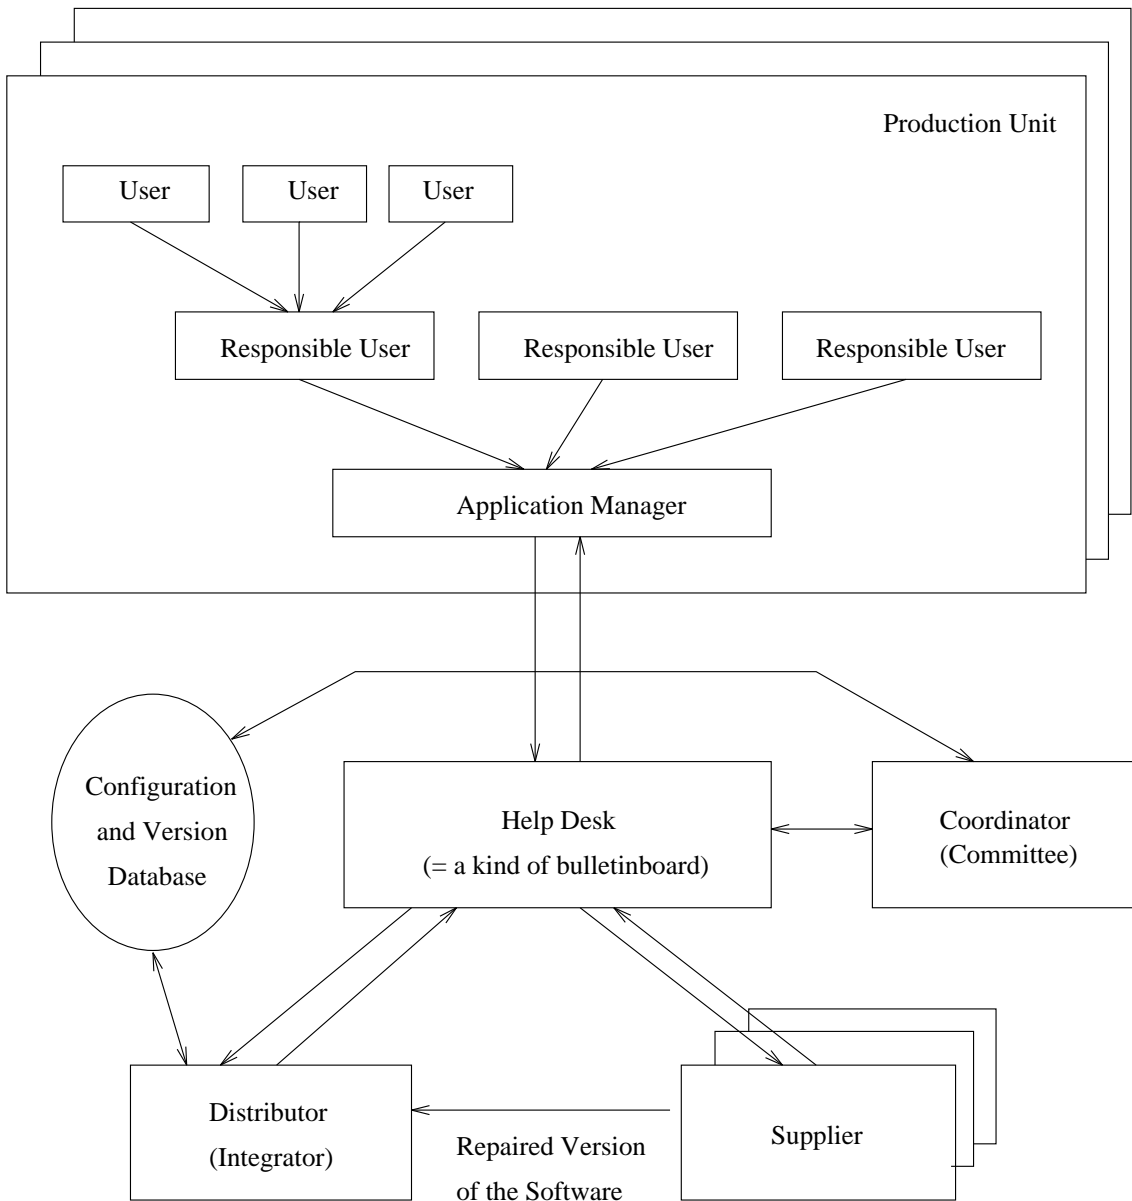 Production Unit
User
User
User
Responsible User
Responsible User
Responsible User
Application Manager
Configuration
and Version
Database
Help Desk
(= a kind of bulletinboard)
Coordinator
(Committee)
Distributor
(Integrator)
Repaired Version
of the Software
Supplier